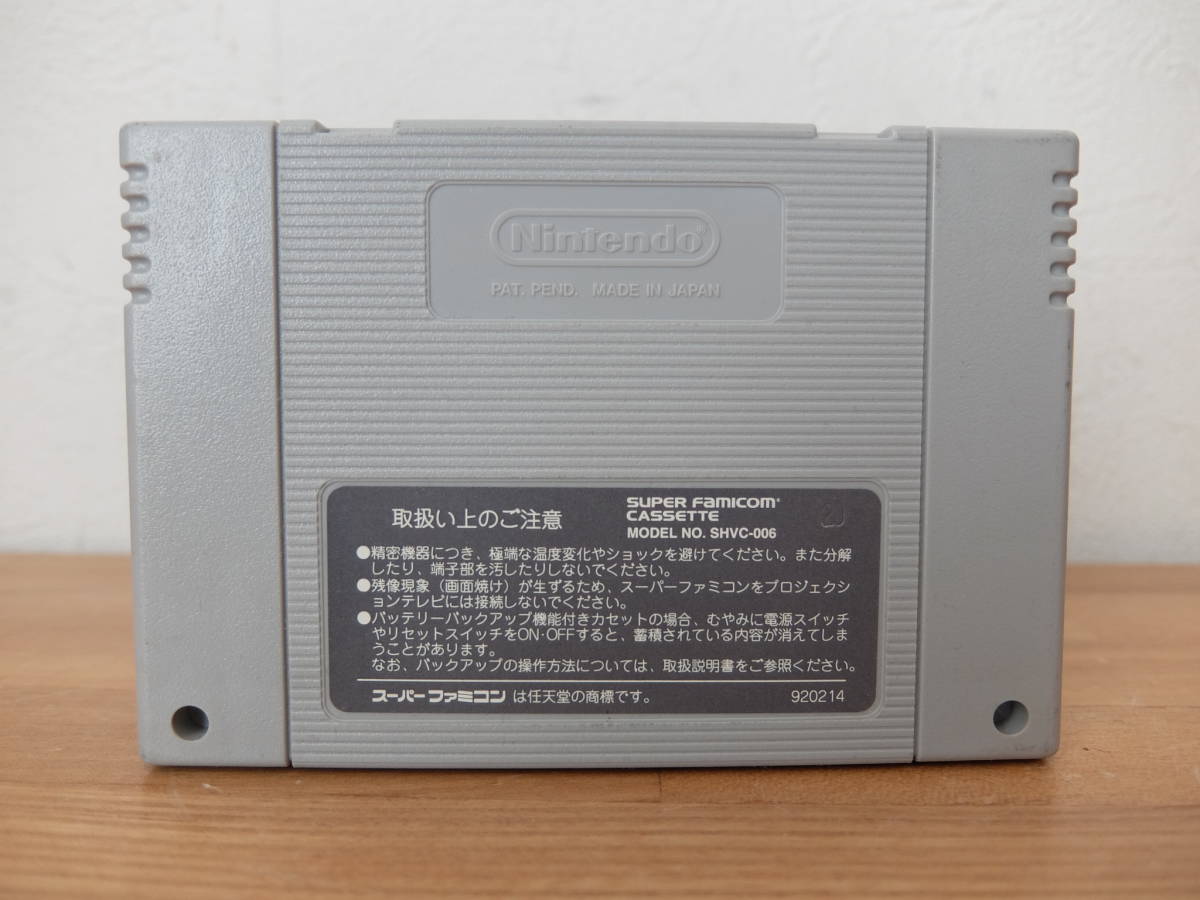 Nintendo®
PAT. PEND. MADE IN JAPAN
取扱い上のご注意
SUPER FAMICOM®
CASSETTE
MODEL NO. SHVC-006
●精密機器につき、極端な温度変化やショックを避けてください。また分解
したり、端子部を汚したりしないでください。
●残像現象（画面焼け）が生ずるため、スーパーファミコンをプロジェクシ
ョンテレビには接続しないでください。
●バッテリーバックアップ機能付きカセットの場合、むやみに電源スイッチ
やリセットスイッチをON·OFFすると、蓄積されている内容が消えてしま
うことがあります。
なお、バックアップの操作方法については、取扱説明書をご参照ください。
スーパーファミコン は任天堂の商標です。
920214